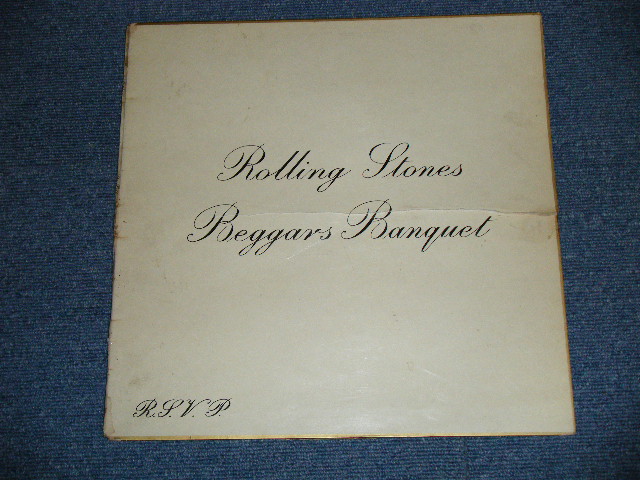 Rolling Stones
Beggars Banquet
R.S.V.P.